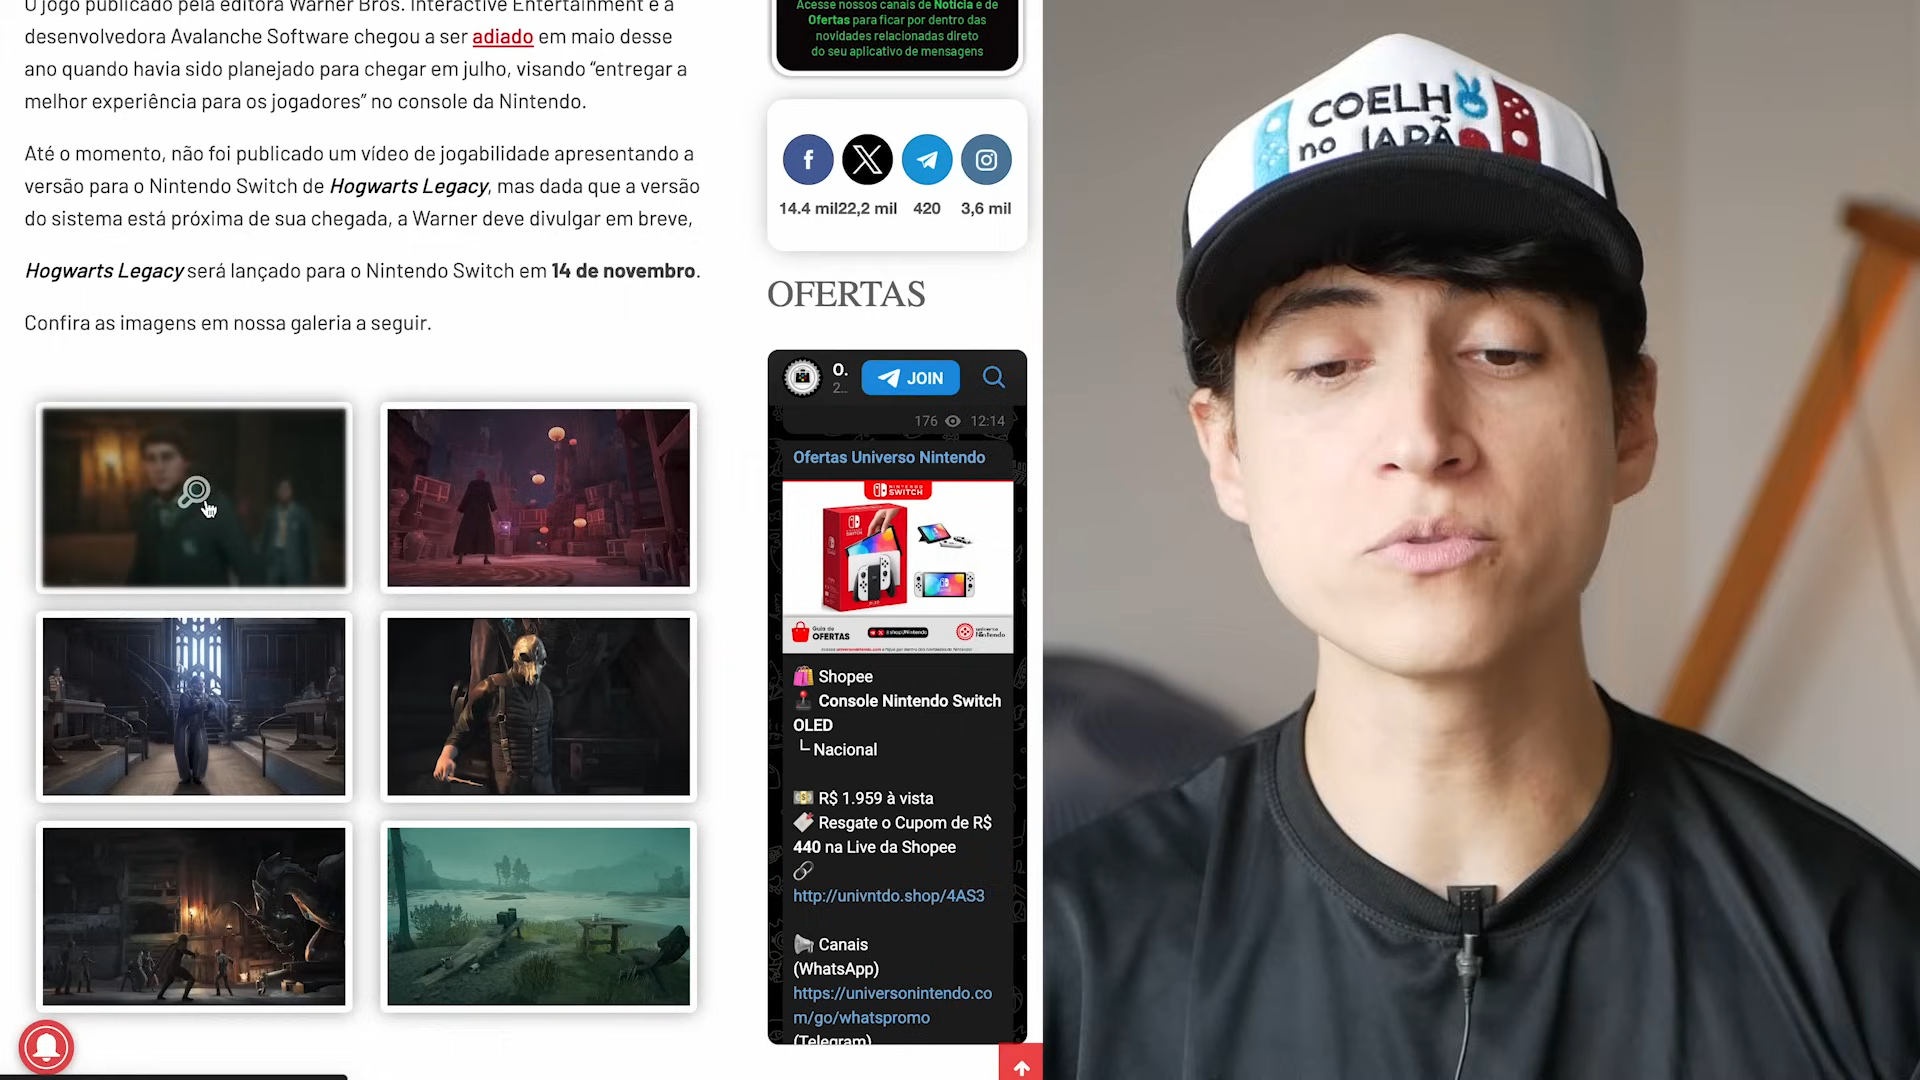 O jogo publicado pela editora Warner Bros. Interactive Entertainment e a
desenvolvedora Avalanche Software chegou a ser adiado em maio desse
ano quando havia sido planejado para chegar em julho, visando “entregar a
melhor experiência para os jogadores” no console da Nintendo.
Até o momento, não foi publicado um vídeo de jogabilidade apresentando a
versão para o Nintendo Switch de Hogwarts Legacy, mas dada que a versão
do sistema está próxima de sua chegada, a Warner deve divulgar em breve,
Hogwarts Legacy será lançado para o Nintendo Switch em 14 de novembro.
Confira as imagens em nossa galeria a seguir.
Acesse nossos canais de Notícia e de
Ofertas para ficar por dentro das
novidades relacionadas direto
do seu aplicativo de mensagens
14.4 mil 22,2 mil 420 3,6 mil
OFERTAS
O.
2..
JOIN
176 12:14
Ofertas Universo Nintendo
NINTENDO
SWITCH
Guia de
OFERTAS
universo
Nintendo
Shopee
Console Nintendo Switch
OLED
└ Nacional
R$ 1.959 à vista
Resgate o Cupom de R$
440 na Live da Shopee
http://univntdo.shop/4AS3
Canais
(WhatsApp)
https://universonintendo.co
m/go/whatspromo
(Telegram)
COELHO
no JAPÃO